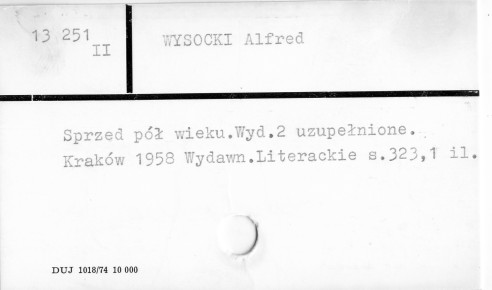 13 251
II
WYSOCKI Alfred
Sprzed pół wieku.Wyd.2 uzupełnione.
Kraków 1958 Wydawn.Literackie s.323,1 il.
DUJ 1018/74 10 000